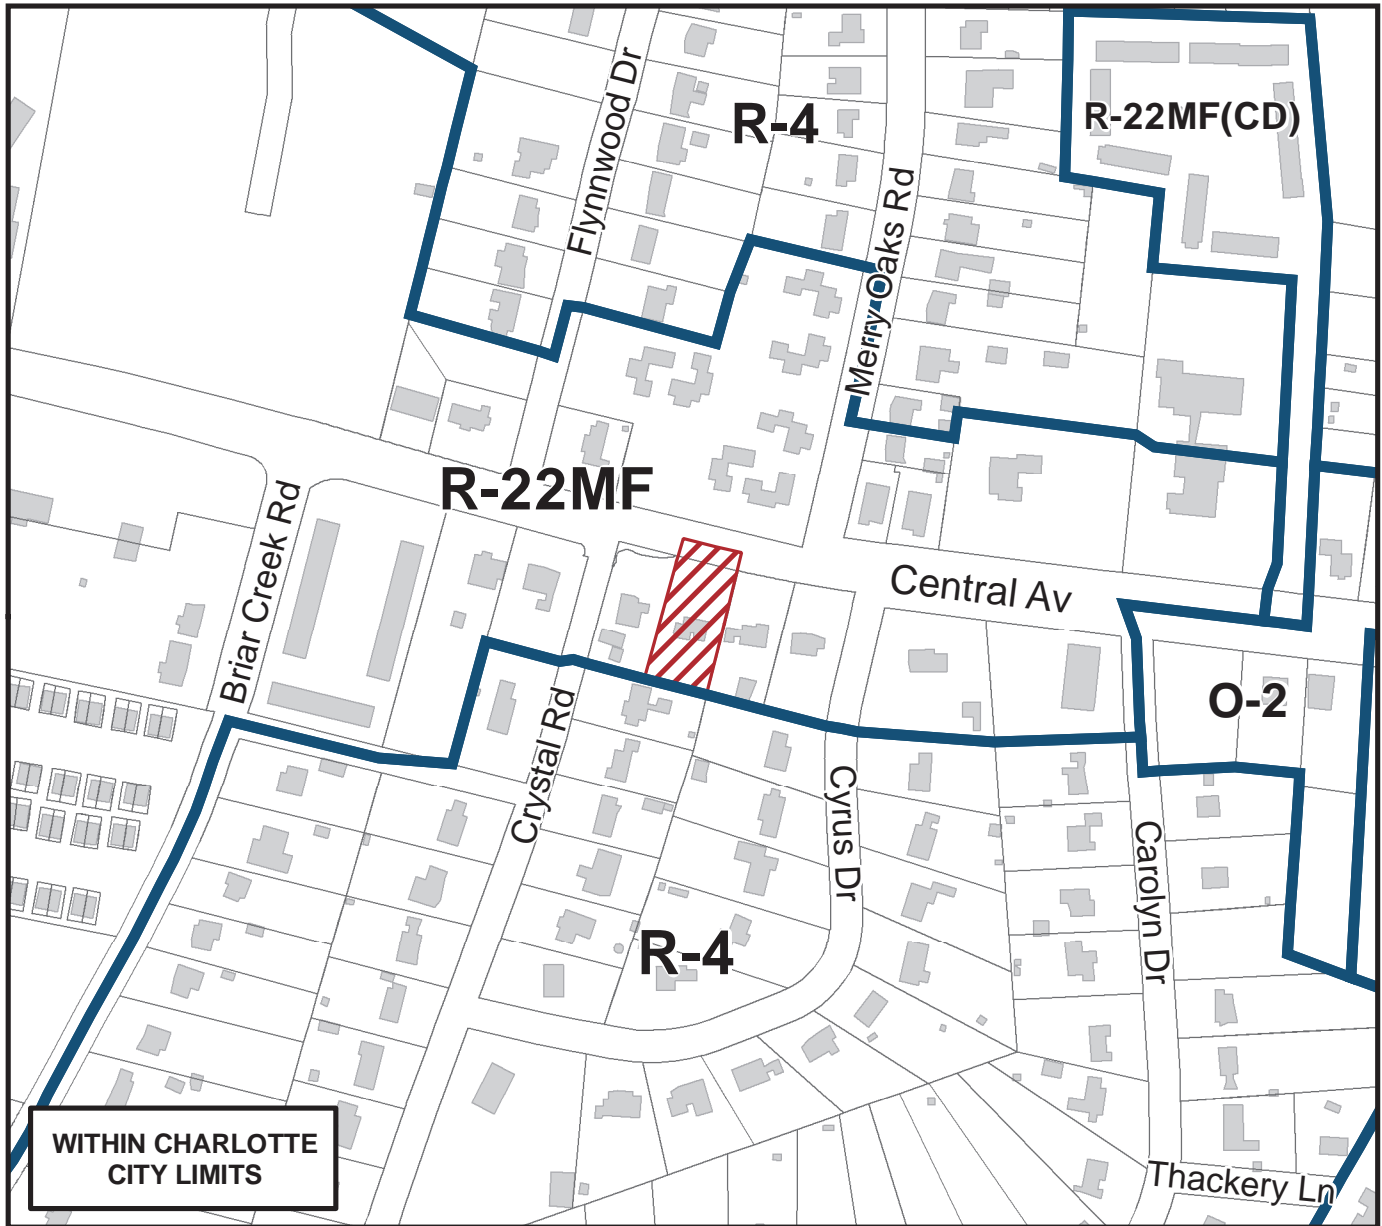 Flynnwood Dr
R-4
R-22MF(CD)
Merry Oaks Rd
R-22MF
Briar Creek Rd
Central Av
O-2
Crystal Rd
Cyrus Dr
Carolyn Dr
R-4
WITHIN CHARLOTTE
CITY LIMITS
Thackery Ln